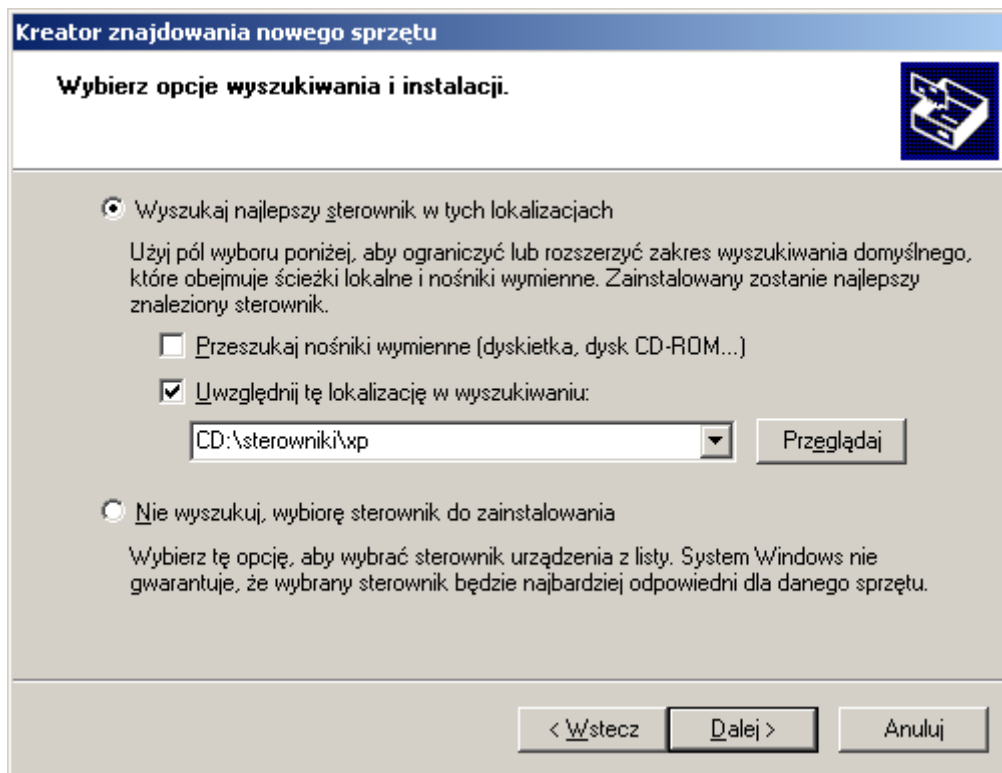 Kreator znajdowania nowego sprzętu
Wybierz opcje wyszukiwania i instalacji.
Wyszukaj najlepszy sterownik w tych lokalizacjach
Użyj pól wyboru poniżej, aby ograniczyć lub rozszerzyć zakres wyszukiwania domyślnego,
które obejmuje ścieżki lokalne i nośniki wymienne. Zainstalowany zostanie najlepszy
znaleziony sterownik.
Przeszukaj nośniki wymienne (dyskietka, dysk CD-ROM...)
Uwzględnij tę lokalizację w wyszukiwaniu:
CD:\sterowniki\xp
Przeglądaj
Nie wyszukuj, wybiorę sterownik do zainstalowania
Wybierz tę opcję, aby wybrać sterownik urządzenia z listy. System Windows nie
gwarantuje, że wybrany sterownik będzie najbardziej odpowiedni dla danego sprzętu.
< Wstecz
Dalej >
Anuluj